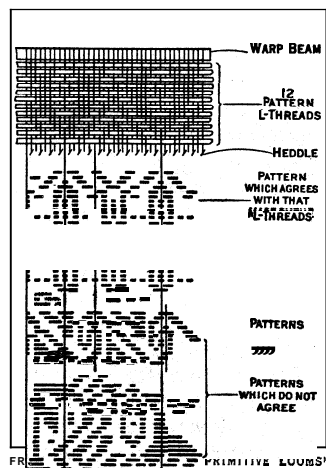 WARP BEAM
12
PATTERN
L-THREADS
HEDDLE
PATTERN
WHICH AGREES
WITH THAT
L-THREADS
PATTERNS
PATTERNS
WHICH DO NOT
AGREE
PRIMITIVE LOOMS